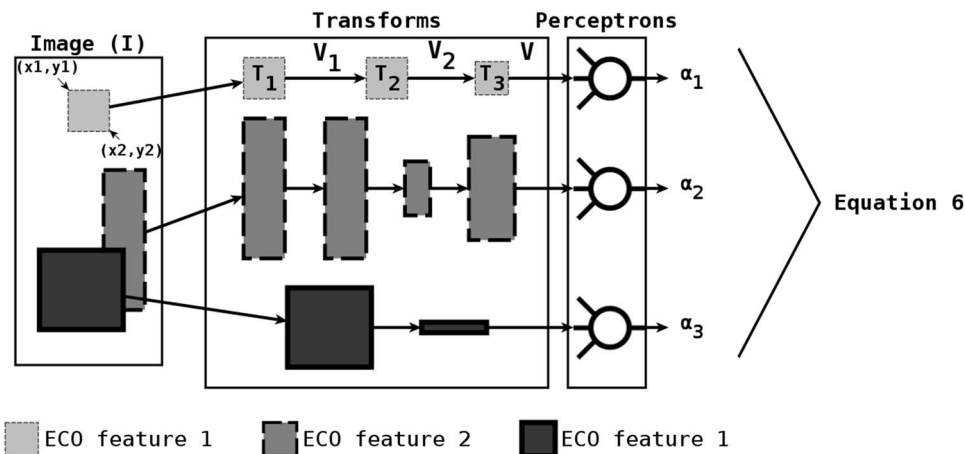 Transforms Perceptrons
Image (I)
(x1,y1)
T1 V1 T2 V2 T3 V α1
(x2,y2)
α2
Equation 6
α3
ECO feature 1 ECO feature 2 ECO feature 1